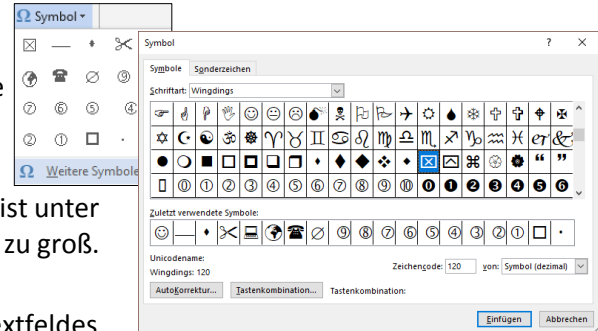 Ω Symbol
Symbol ? ×
Symbole Sonderzeichen
Schriftart: Wingdings
Zuletzt verwendete Symbole:
Unicodename:
Wingdings: 120
Zeichencode: 120 von: Symbol (dezimal)
AutoKorrektur... Tastenkombination... Tastenkombination:
Einfügen Abbrechen
Ω Weitere Symbole
e
ist unter
zu groß.
extfeldes